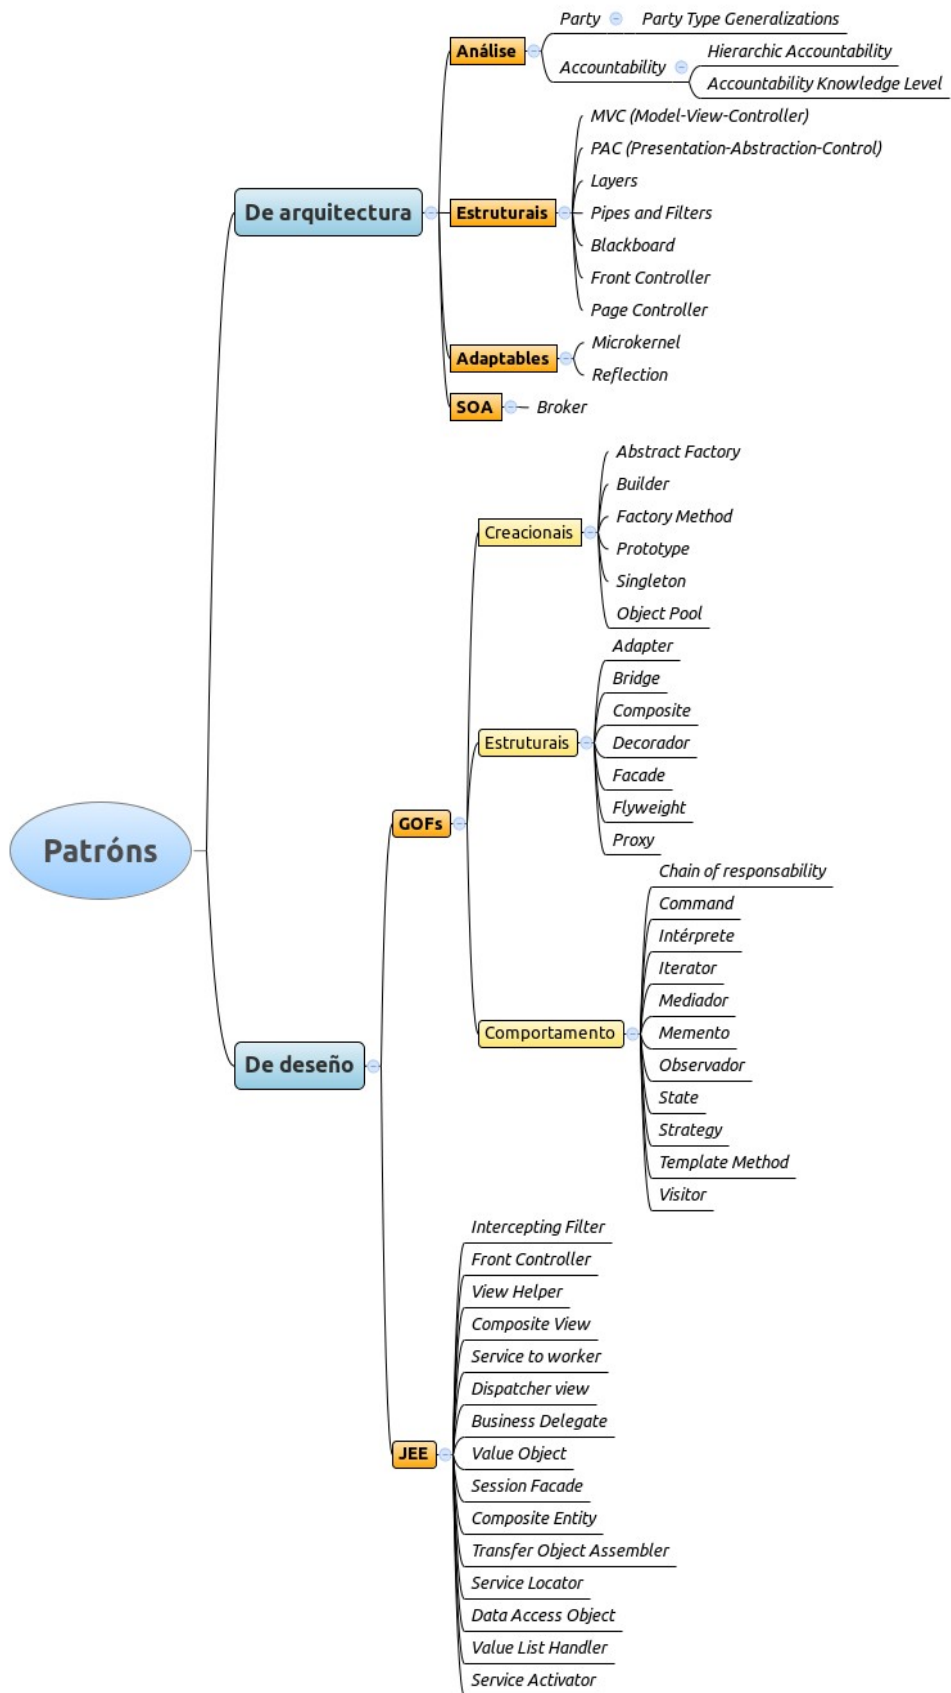 Party
Party Type Generalizations
Análise
Hierarchic Accountability
Accountability
Accountability Knowledge Level
MVC (Model-View-Controller)
PAC (Presentation-Abstraction-Control)
Layers
De arquitectura
Estruturais
Pipes and Filters
Blackboard
Front Controller
Page Controller
Microkernel
Adaptables
Reflection
SOA
Broker
Abstract Factory
Builder
Factory Method
Creacionais
Prototype
Singleton
Object Pool
Adapter
Bridge
Composite
Estruturais
Decorador
Facade
Flyweight
GOFs
Proxy
Patróns
Chain of responsability
Command
Intérprete
Iterator
Mediador
Comportamento
Memento
De deseño
Observador
State
Strategy
Template Method
Visitor
Intercepting Filter
Front Controller
View Helper
Composite View
Service to worker
Dispatcher view
Business Delegate
JEE
Value Object
Session Facade
Composite Entity
Transfer Object Assembler
Service Locator
Data Access Object
Value List Handler
Service Activator